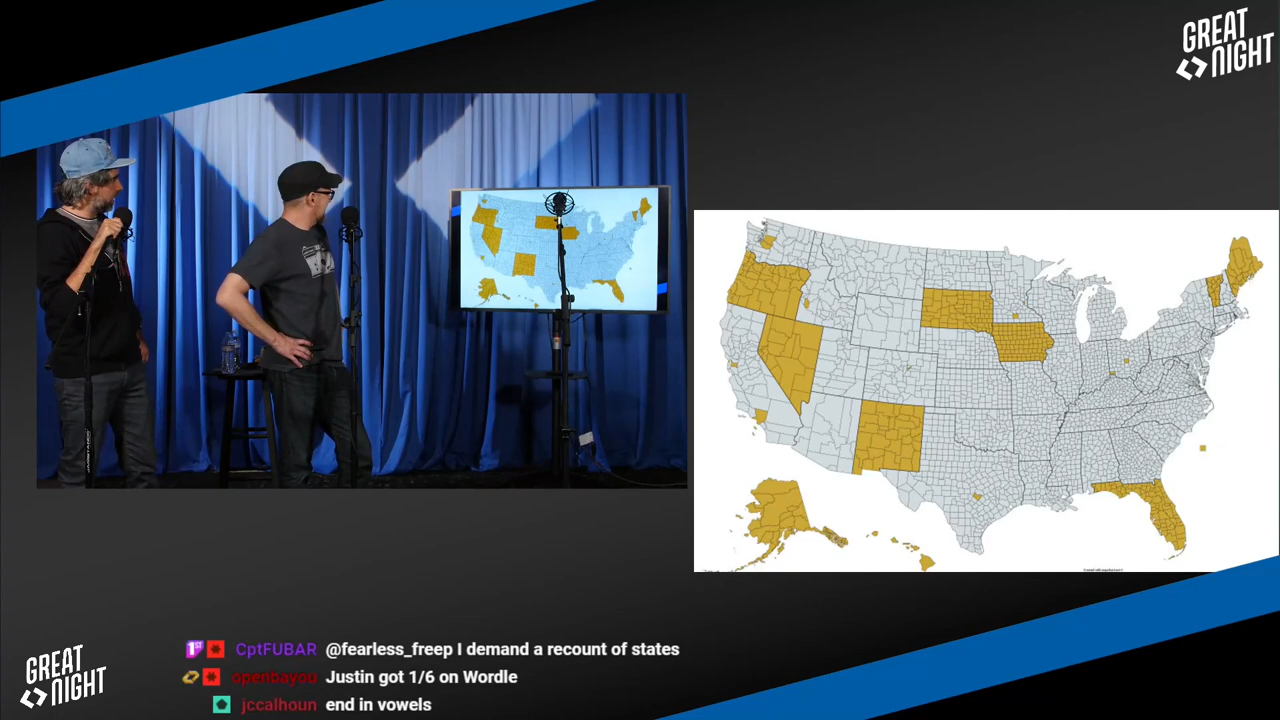 GREAT
NIGHT
GREAT
NIGHT
CptFUBAR @fearless_freep I demand a recount of states
openbayou Justin got 1/6 on Wordle
jccalhoun end in vowels